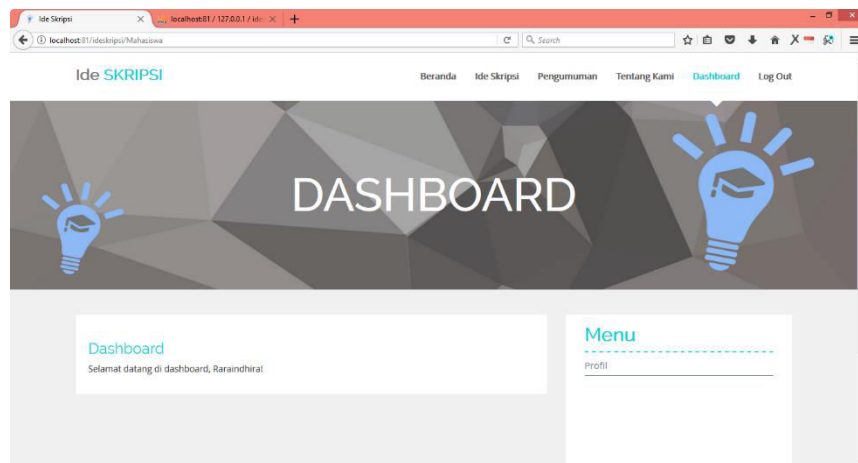 Ide Skripsi
localhost:81 / 127.0.0.1 / ide
localhost:81/ideskripsi/Mahasiswa
Search
Ide SKRIPSI
Beranda
Ide Skripsi
Pengumuman
Tentang Kami
Dashboard
Log Out
DASHBOARD
Dashboard
Selamat datang di dashboard, Raraindhira!
Menu
Profil